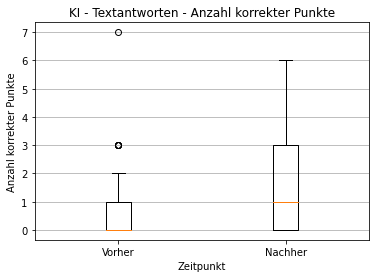 KI - Textantworten - Anzahl korrekter Punkte
7
6
5
4
3
2
1
0
Anzahl korrekter Punkte
Vorher Nachher
Zeitpunkt